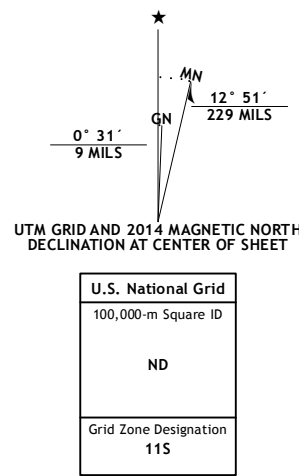 ★
MN
12° 51´
229 MILS
GN
0° 31´
9 MILS
UTM GRID AND 2014 MAGNETIC NORTH
DECLINATION AT CENTER OF SHEET
U.S. National Grid
100,000-m Square ID
ND
Grid Zone Designation
11S